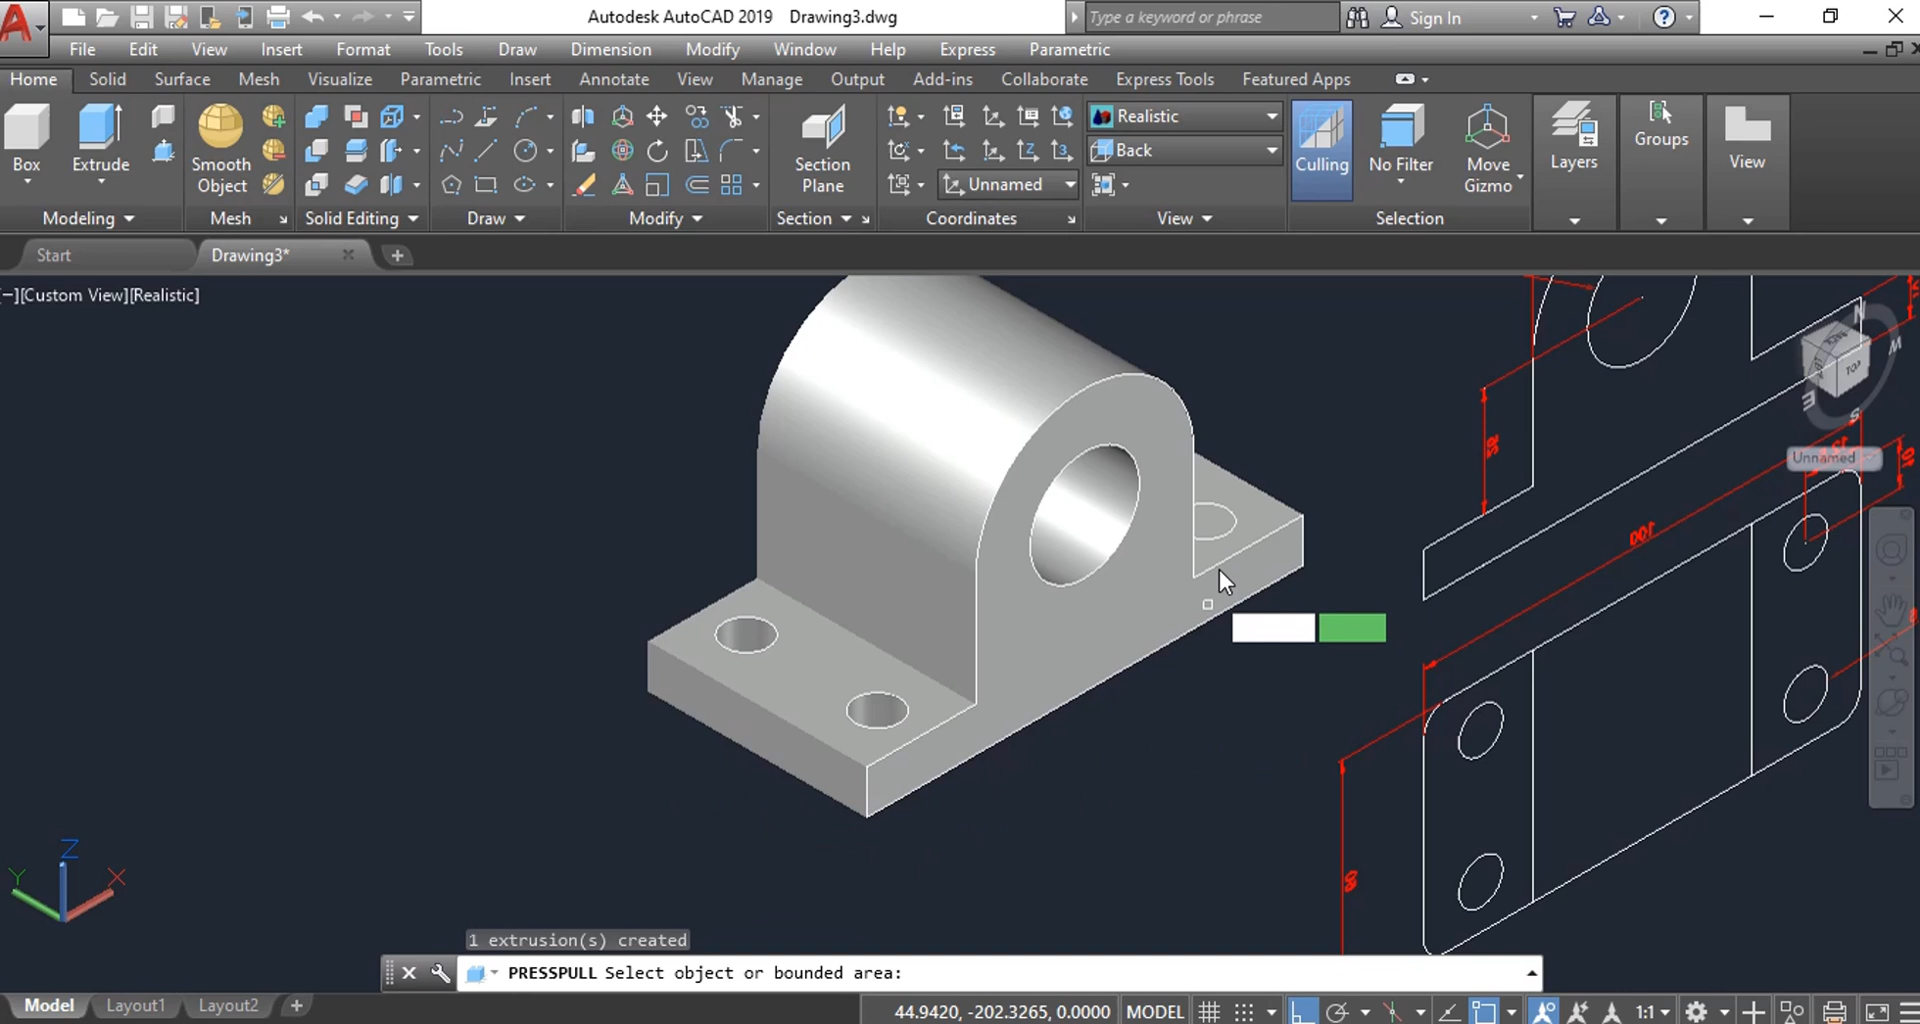 Autodesk AutoCAD 2019 Drawing3.dwg
Type a keyword or phrase
Sign In
File Edit View Insert Format Tools Draw Dimension Modify Window Help Express Parametric
Home Solid Surface Mesh Visualize Parametric Insert Annotate View Manage Output Add-ins Collaborate Express Tools Featured Apps
Box
Extrude
Smooth Object
Section Plane
Realistic
Back
Unnamed
Culling
No Filter
Move Gizmo
Layers
Groups
View
Modeling Mesh Solid Editing Draw Modify Section Coordinates View Selection
Start
Drawing3*
[−][Custom View][Realistic]
N
W
TOP
E
S
Unnamed
100
Z
Y
X
1 extrusion(s) created
PRESSPULL Select object or bounded area:
Model Layout1 Layout2
44.9420, -202.3265, 0.0000 MODEL
1:1